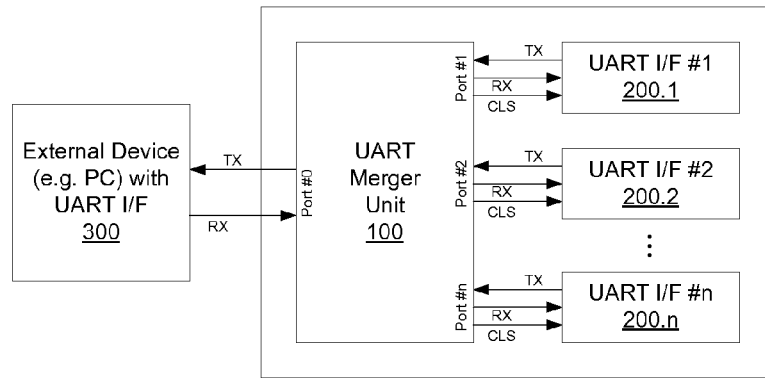 External Device
(e.g. PC) with
UART I/F
300
TX
RX
Port #0
UART
Merger
Unit
100
Port #1
TX
RX
CLS
UART I/F #1
200.1
Port #2
TX
RX
CLS
UART I/F #2
200.2
Port #n
TX
RX
CLS
UART I/F #n
200.n